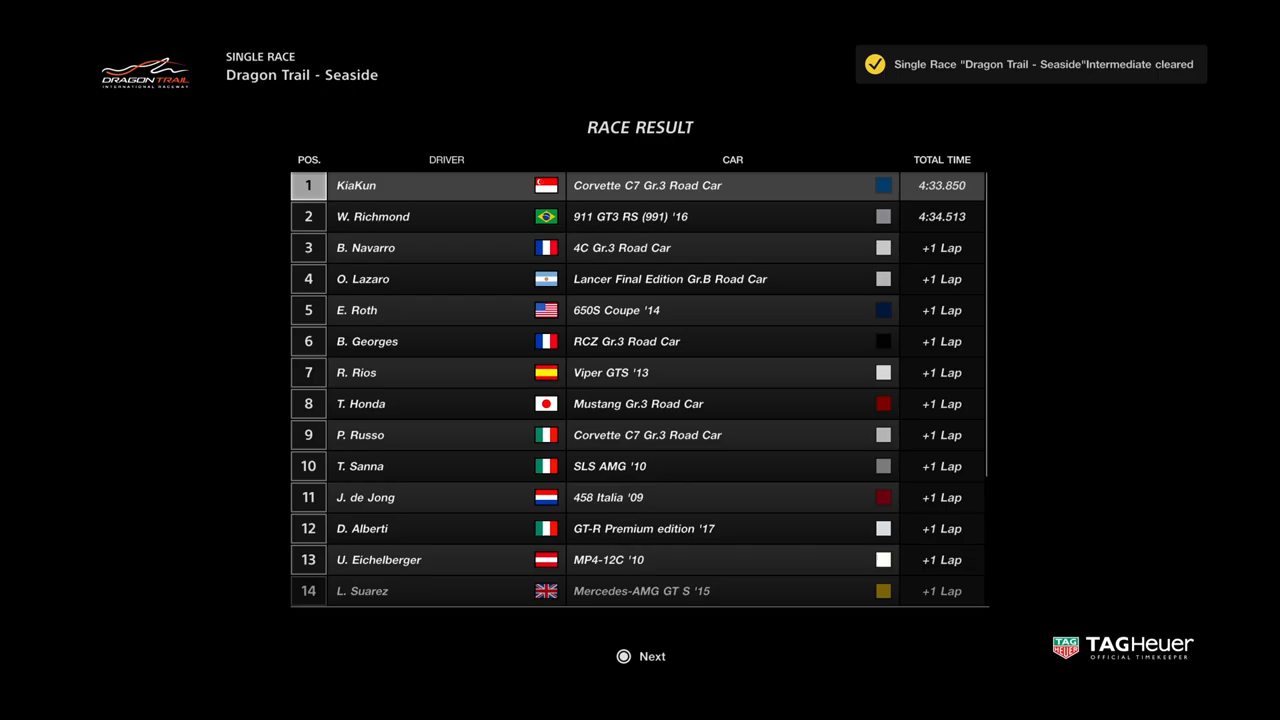 SINGLE RACE
Dragon Trail - Seaside
DRAGON TRAIL
INTERNATIONAL RACEWAY
Single Race "Dragon Trail - Seaside"Intermediate cleared
RACE RESULT
POS. DRIVER CAR TOTAL TIME
1 KiaKun Corvette C7 Gr.3 Road Car 4:33.850
2 W. Richmond 911 GT3 RS (991) '16 4:34.513
3 B. Navarro 4C Gr.3 Road Car +1 Lap
4 O. Lazaro Lancer Final Edition Gr.B Road Car +1 Lap
5 E. Roth 650S Coupe '14 +1 Lap
6 B. Georges RCZ Gr.3 Road Car +1 Lap
7 R. Rios Viper GTS '13 +1 Lap
8 T. Honda Mustang Gr.3 Road Car +1 Lap
9 P. Russo Corvette C7 Gr.3 Road Car +1 Lap
10 T. Sanna SLS AMG '10 +1 Lap
11 J. de Jong 458 Italia '09 +1 Lap
12 D. Alberti GT-R Premium edition '17 +1 Lap
13 U. Eichelberger MP4-12C '10 +1 Lap
14 L. Suarez Mercedes-AMG GT S '15 +1 Lap
Next
TAG HEUER
TAGHeuer
OFFICIAL TIMEKEEPER